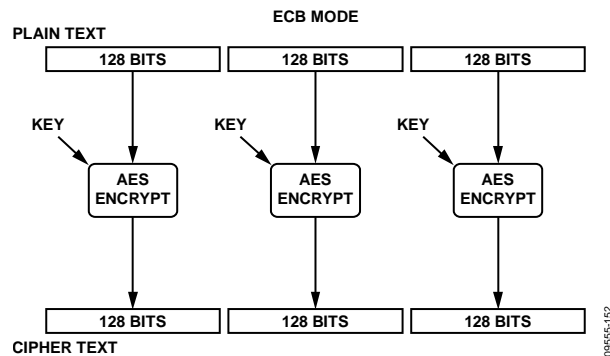 ECB MODE
PLAIN TEXT
128 BITS 128 BITS 128 BITS
KEY KEY KEY
AES ENCRYPT AES ENCRYPT AES ENCRYPT
128 BITS 128 BITS 128 BITS
CIPHER TEXT
09555-152